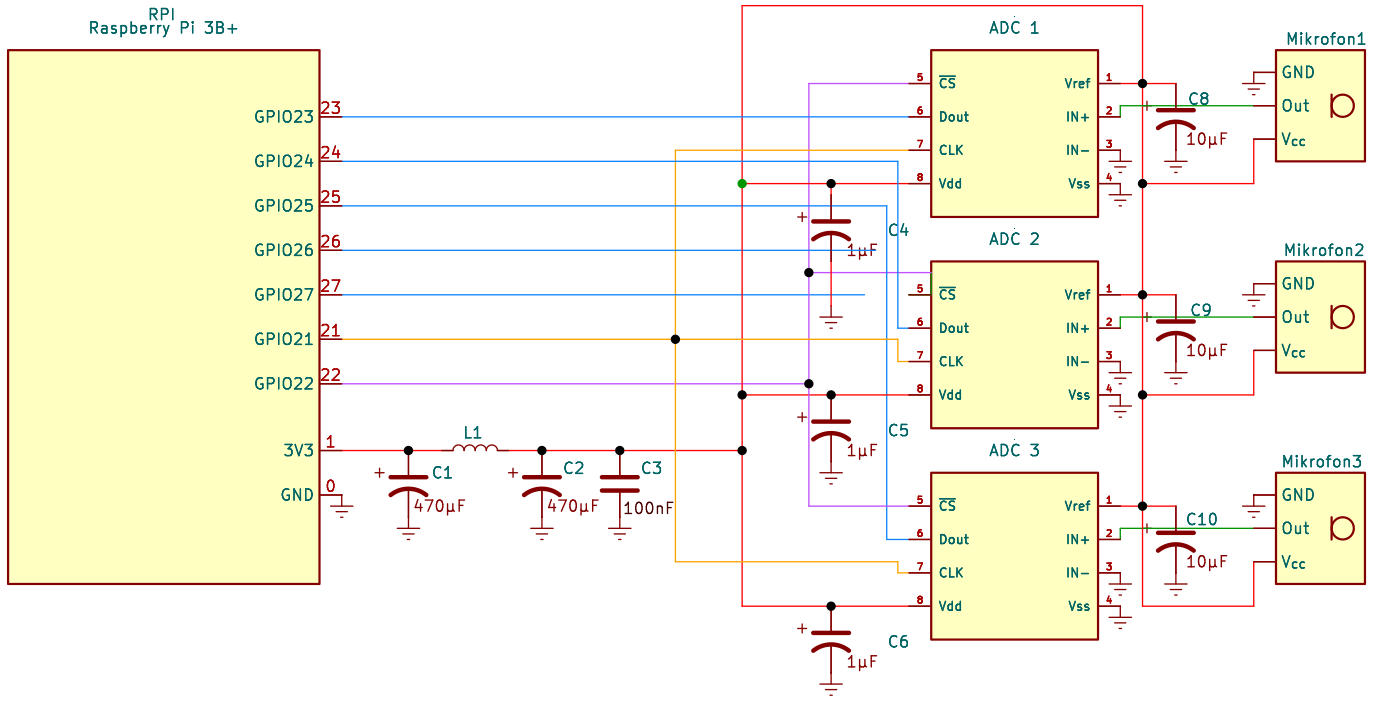 RPI
Raspberry Pi 3B+
GPIO23 23
GPIO24 24
GPIO25 25
GPIO26 26
GPIO27 27
GPIO21 21
GPIO22 22
3V3 1
GND 0
L1
+ C1
470µF
+ C2
470µF
C3
100nF
+ C4
1µF
+ C5
1µF
+ C6
1µF
ADC 1
5 CS
6 Dout
7 CLK
8 Vdd
Vref 1
IN+ 2
IN- 3
Vss 4
+ C8
10µF
Mikrofon1
GND
Out
Vcc
ADC 2
5 CS
6 Dout
7 CLK
8 Vdd
Vref 1
IN+ 2
IN- 3
Vss 4
+ C9
10µF
Mikrofon2
GND
Out
Vcc
ADC 3
5 CS
6 Dout
7 CLK
8 Vdd
Vref 1
IN+ 2
IN- 3
Vss 4
+ C10
10µF
Mikrofon3
GND
Out
Vcc